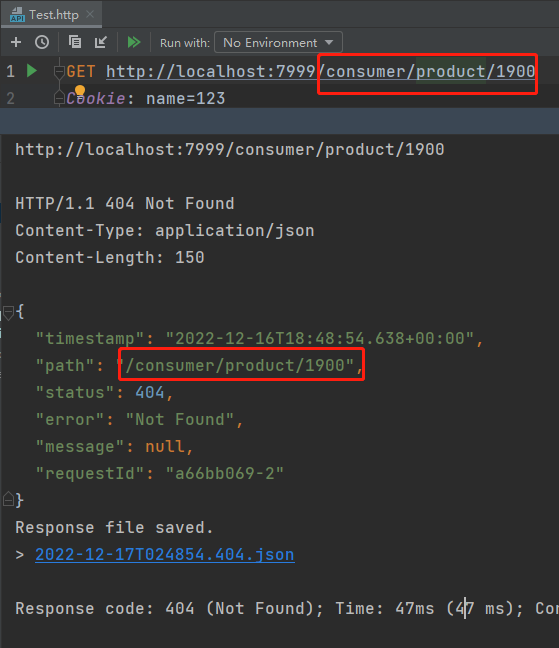 Test.http
Run with: No Environment
1 GET http://localhost:7999/consumer/product/1900
2 Cookie: name=123
http://localhost:7999/consumer/product/1900
HTTP/1.1 404 Not Found
Content-Type: application/json
Content-Length: 150
{
"timestamp": "2022-12-16T18:48:54.638+00:00",
"path": "/consumer/product/1900",
"status": 404,
"error": "Not Found",
"message": null,
"requestId": "a66bb069-2"
}
Response file saved.
> 2022-12-17T024854.404.json
Response code: 404 (Not Found); Time: 47ms (47 ms); Con